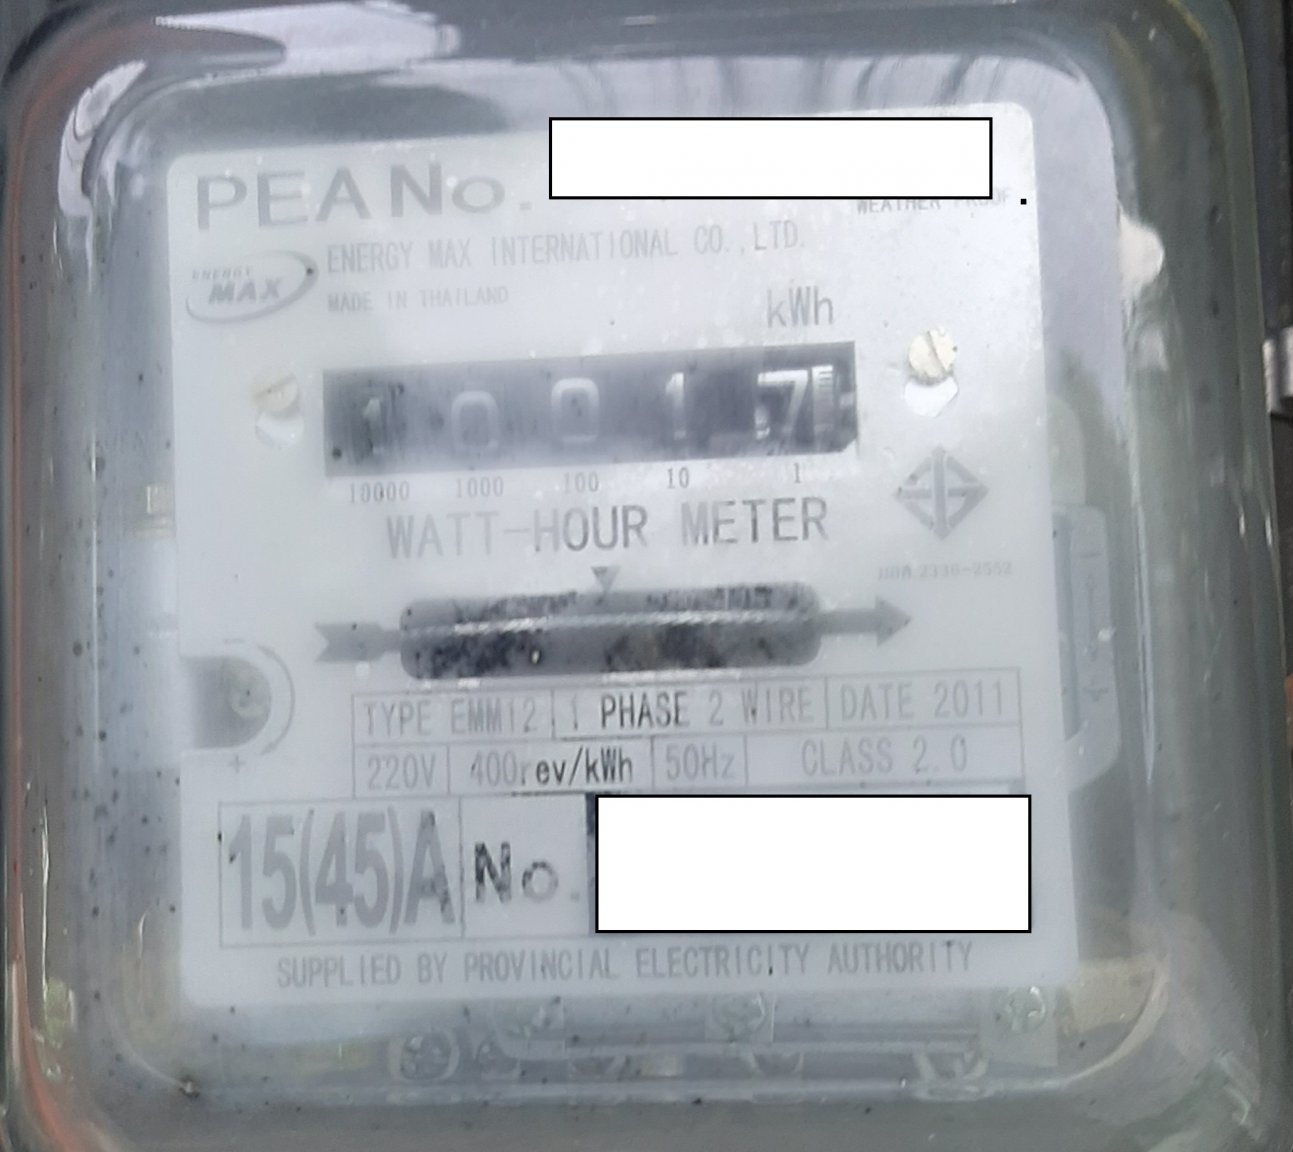 PEA No.
WEATHER PROOF
ENERGY MAX INTERNATIONAL CO.,LTD.
ENERGY MAX
MADE IN THAILAND
kWh
1 0 0 1 7
10000 1000 100 10 1
WATT-HOUR METER
2336-2552
TYPE EMM12 1 PHASE 2 WIRE DATE 2011
220V 400rev/kWh 50Hz CLASS 2.0
- 
+
15(45)A No.
SUPPLIED BY PROVINCIAL ELECTRICITY AUTHORITY